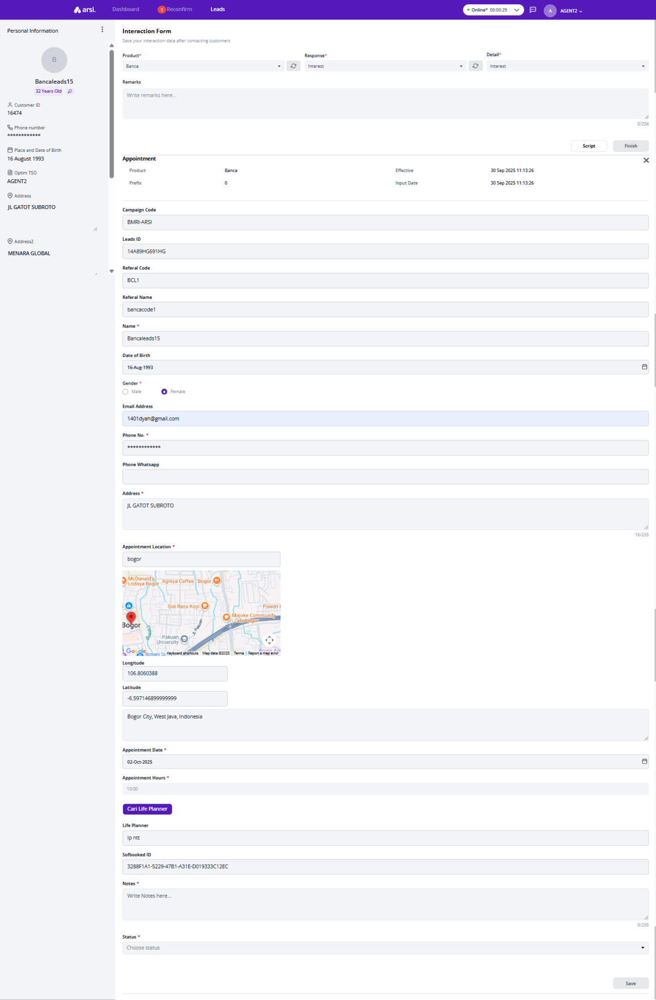 arsi.
Dashboard
1 Reconfirm
Leads
Online* 00:00:29
A
AGENT2
Personal Information
B
Bancaleads15
32 Years Old
Customer ID
16474
Phone number
************
Place and Date of Birth
16 August 1993
Optim TSO
AGENT2
Address
JL GATOT SUBROTO
Address2
MENARA GLOBAL
Interaction Form
Save your interaction data after contacting customers
Product* Response* Detail*
Banca Interest Interest
Remarks
Write remarks here...
0/256
Script Finish
Appointment
Product Banca Effective 30 Sep 2025 11:13:26
Prefix 0 Input Date 30 Sep 2025 11:13:26
Campaign Code
BMRI-ARSI
Leads ID
14A89HG691HG
Referal Code
BCL1
Referal Name
bancacode1
Name *
Bancaleads15
Date of Birth
16-Aug-1993
Gender *
Male Female
Email Address
1401dyah@gmail.com
Phone No. *
************
Phone Whatsapp
Address *
JL GATOT SUBROTO
16/255
Appointment Location *
bogor
McDonald's
Lodaya Bogor
Agreya Coffee - Bogor
Sisi Rasa Kopi
Pawon
Mojoke Community
cafe bogor
Bogor
Jl. Pakuan
Pakuan
University
Google
Botani
Keyboard shortcuts Map data ©2025 Terms Report a map error
Longitude
106.8060388
Latitude
-6.597146899999999
Bogor City, West Java, Indonesia
Appointment Date *
02-Oct-2025
Appointment Hours *
10:00
Cari Life Planner
Life Planner
lp ntt
Sofbooked ID
3288F1A1-5229-47B1-A31E-D019333C12EC
Notes *
Write Notes here...
0/255
Status *
Choose status
Save